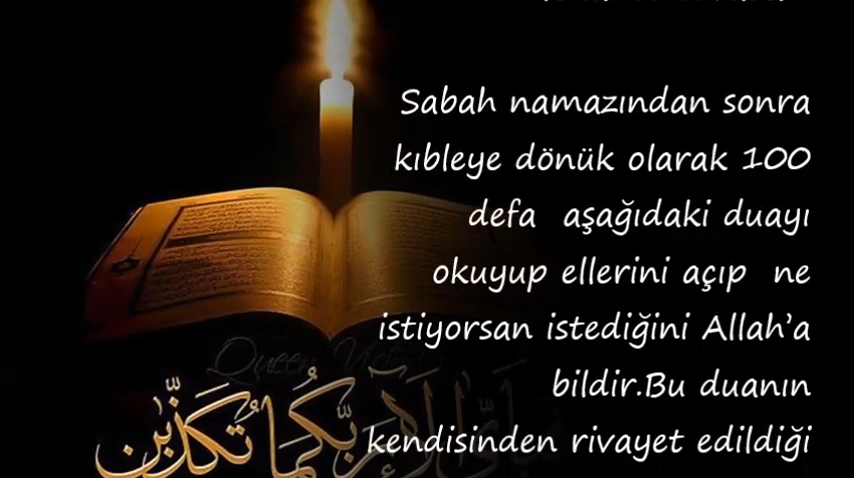 Sabah namazından sonra
kıbleye dönük olarak 100
defa aşağıdaki duayı
okuyup ellerini açıp ne
istiyorsan istediğini Allah’a
bildir.Bu duanın
kendisinden rivayet edildiği
Queen
فَبِأَيِّ آلَاءِ رَبِّكُمَا تُكَذِّبَانِ